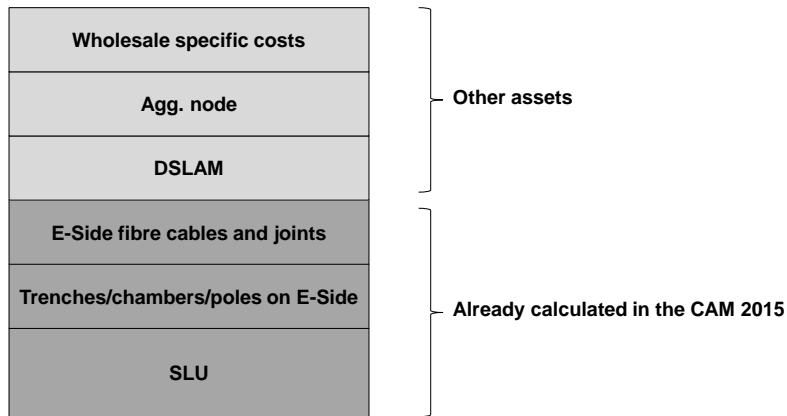 Wholesale specific costs
Agg. node
Other assets
DSLAM
E-Side fibre cables and joints
Trenches/chambers/poles on E-Side
Already calculated in the CAM 2015
SLU